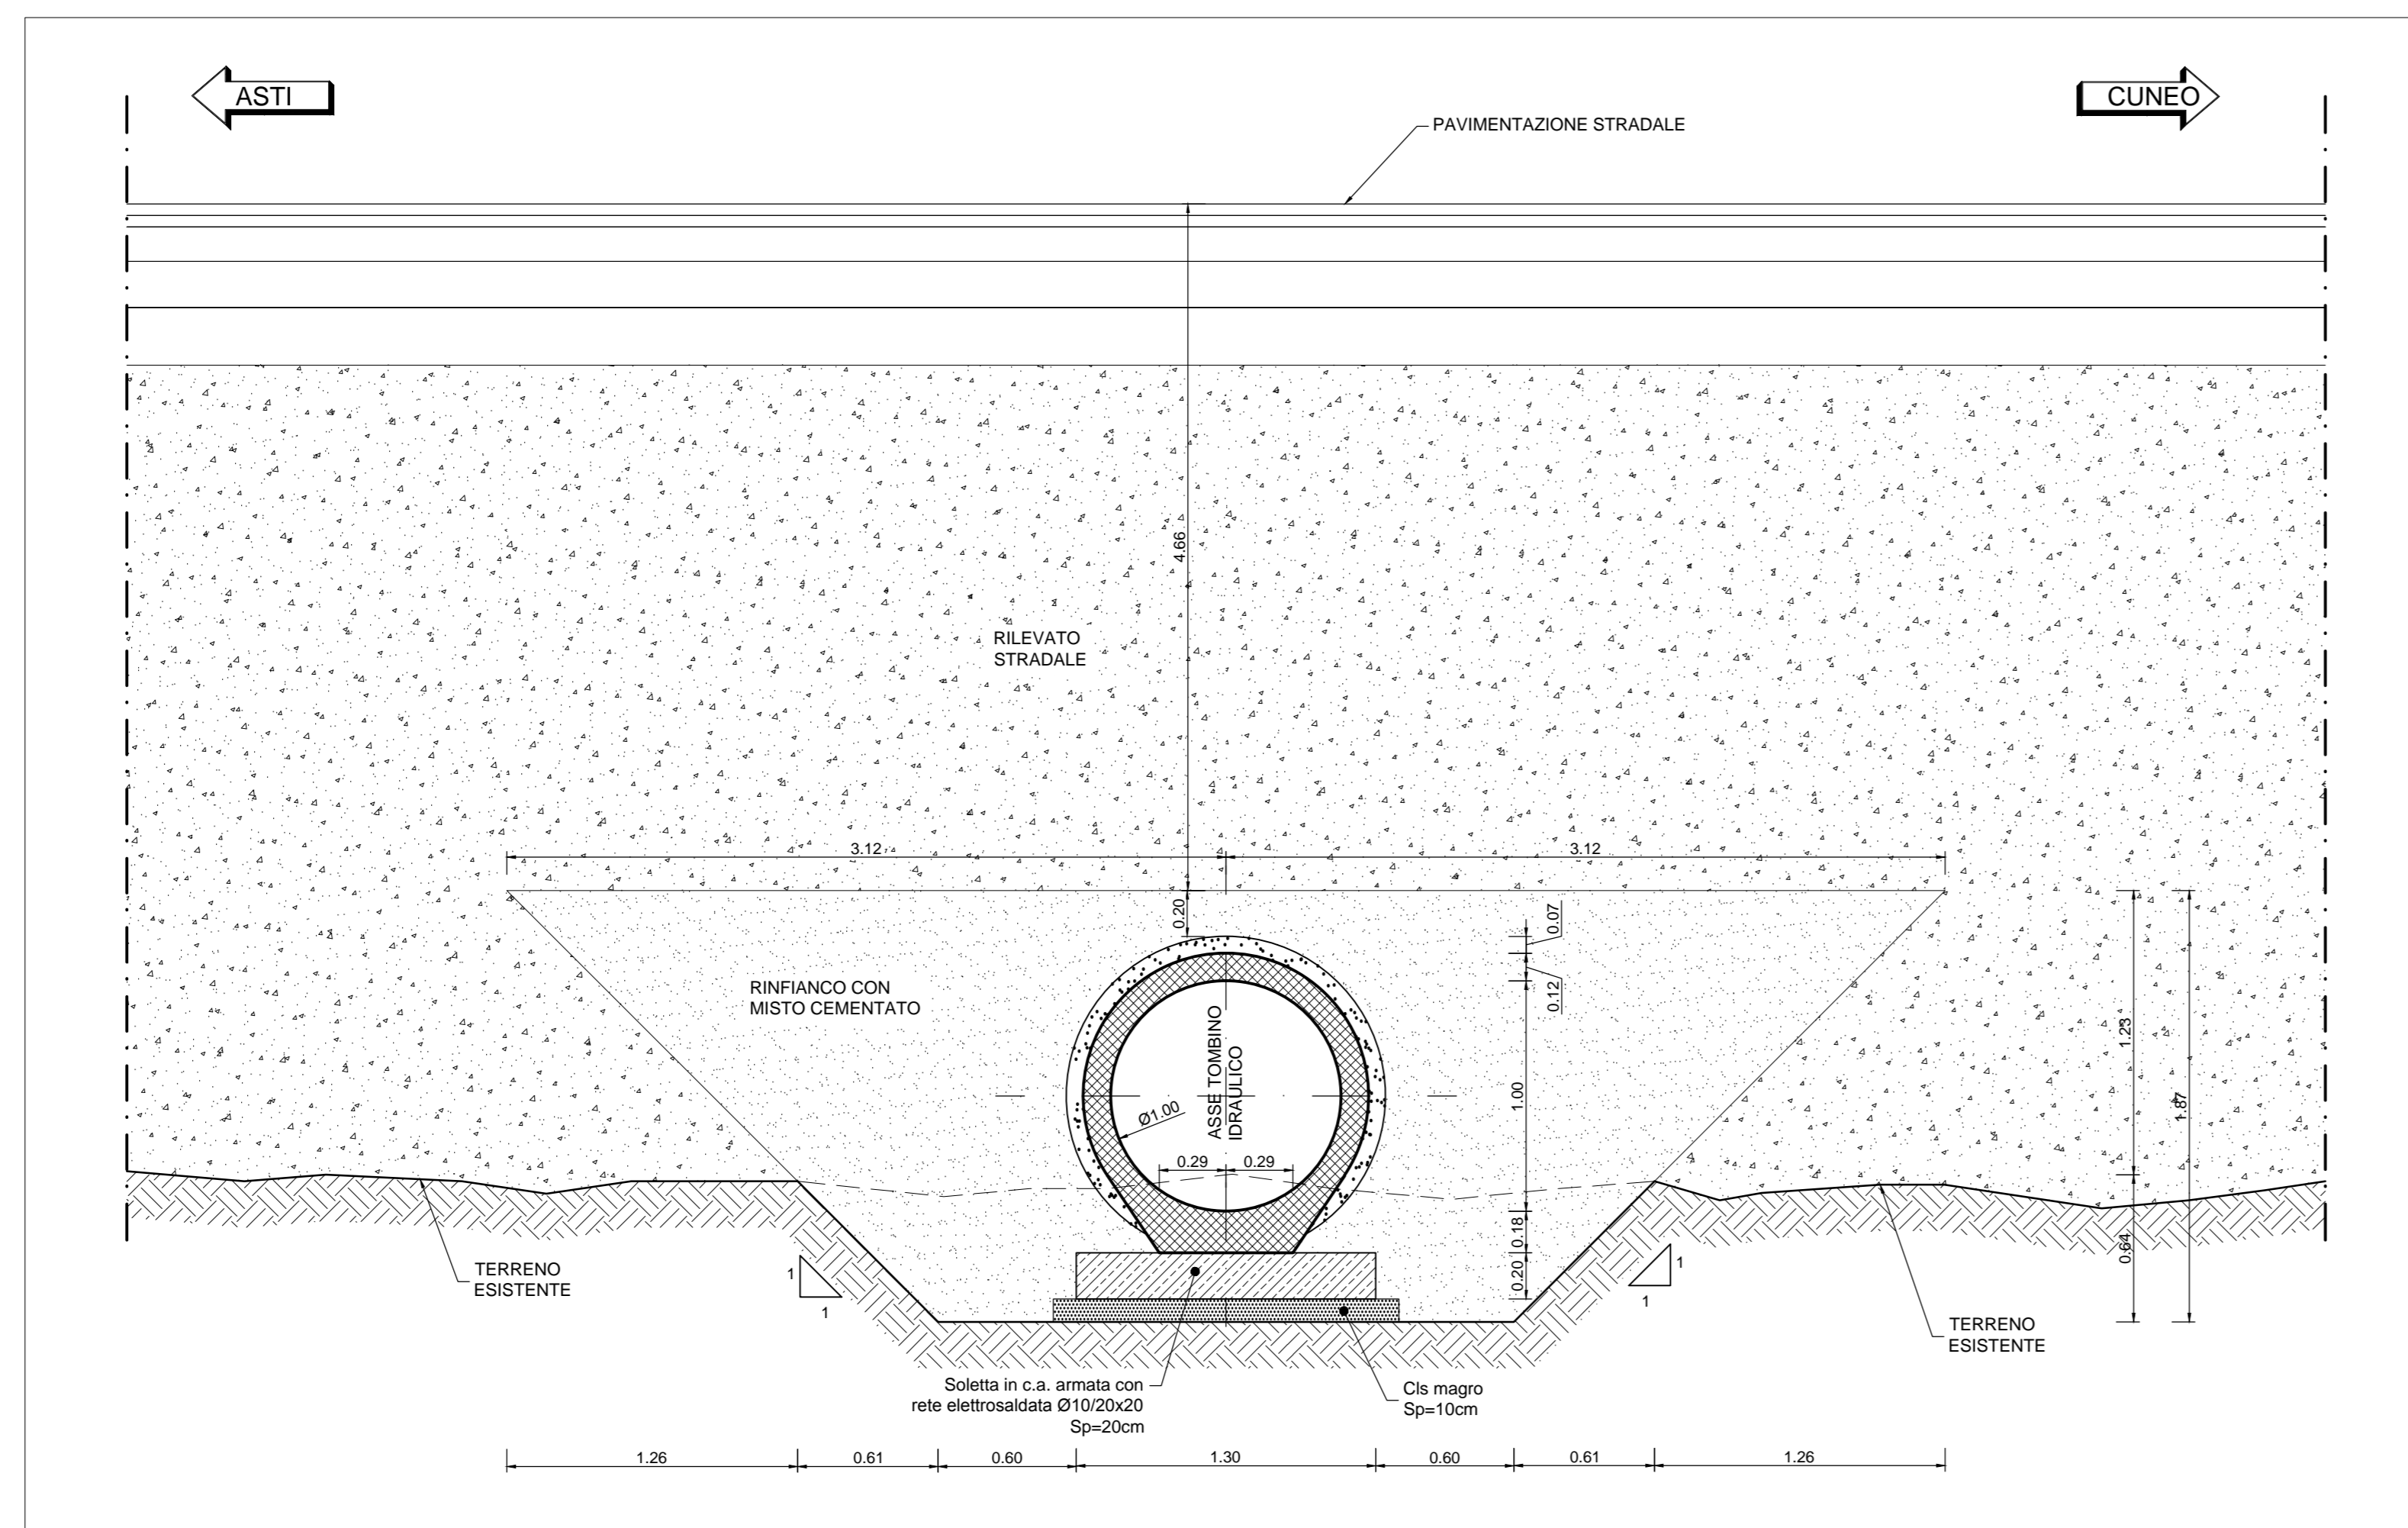 ASTI
CUNEO
PAVIMENTAZIONE STRADALE
4.66
RILEVATO
STRADALE
3.12
3.12
0.20
0.07
0.12
RINFIANCO CON
MISTO CEMENTATO
ASSE TOMBINO
IDRAULICO
Ø1.00
1.00
1.23
1.87
0.29
0.29
0.18
0.20
0.64
1
1
1
1
TERRENO
ESISTENTE
TERRENO
ESISTENTE
Soletta in c.a. armata con
rete elettrosaldata Ø10/20x20
Sp=20cm
Cls magro
Sp=10cm
1.26
0.61
0.60
1.30
0.60
0.61
1.26